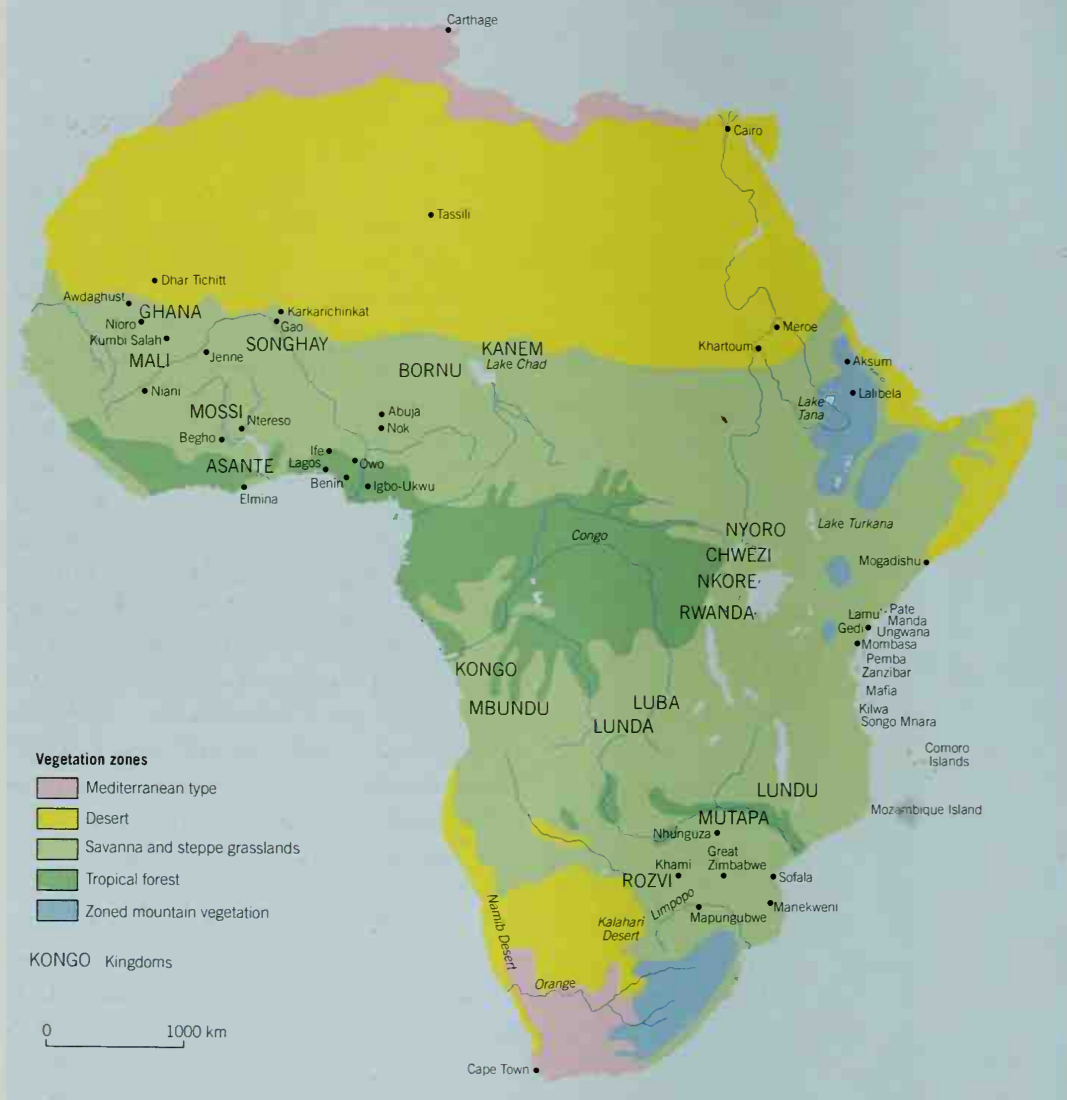 Carthage
Cairo
Tassili
Dhar Tichitt
Awdaghust
GHANA
Karkarichinkat
Nioro
Gao
Kumbi Salah
SONGHAY
MALI
Jenne
KANEM
Lake Chad
BORNU
Meroe
Khartoum
Aksum
Niani
Lalibela
Lake
Tana
MOSSI
Ntereso
Abuja
Nok
Begho
Ife
Lagos
Owo
ASANTE
Benin
Igbo-Ukwu
Elmina
Congo
NYORO
Lake Turkana
CHWEZI
Mogadishu
NKORE
RWANDA
Lamu
Pate
Manda
Gedi
Ungwana
Mombasa
Pemba
Zanzibar
Mafia
Kilwa
Songo Mnara
KONGO
MBUNDU
LUBA
LUNDA
Comoro
Islands
LUNDU
Mozambique Island
MUTAPA
Nhunguza
Great
Zimbabwe
Khami
ROZVI
Sofala
Limpopo
Manekweni
Mapungubwe
Kalahari
Desert
Namib Desert
Orange
Cape Town
Vegetation zones
Mediterranean type
Desert
Savanna and steppe grasslands
Tropical forest
Zoned mountain vegetation
KONGO Kingdoms
0 1000 km